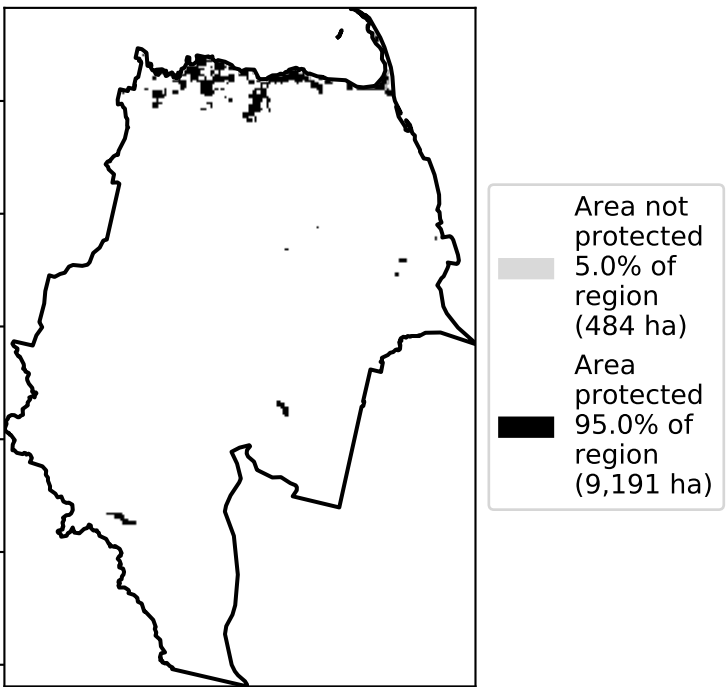 Area not
protected
5.0% of
region
(484 ha)
Area
protected
95.0% of
region
(9,191 ha)